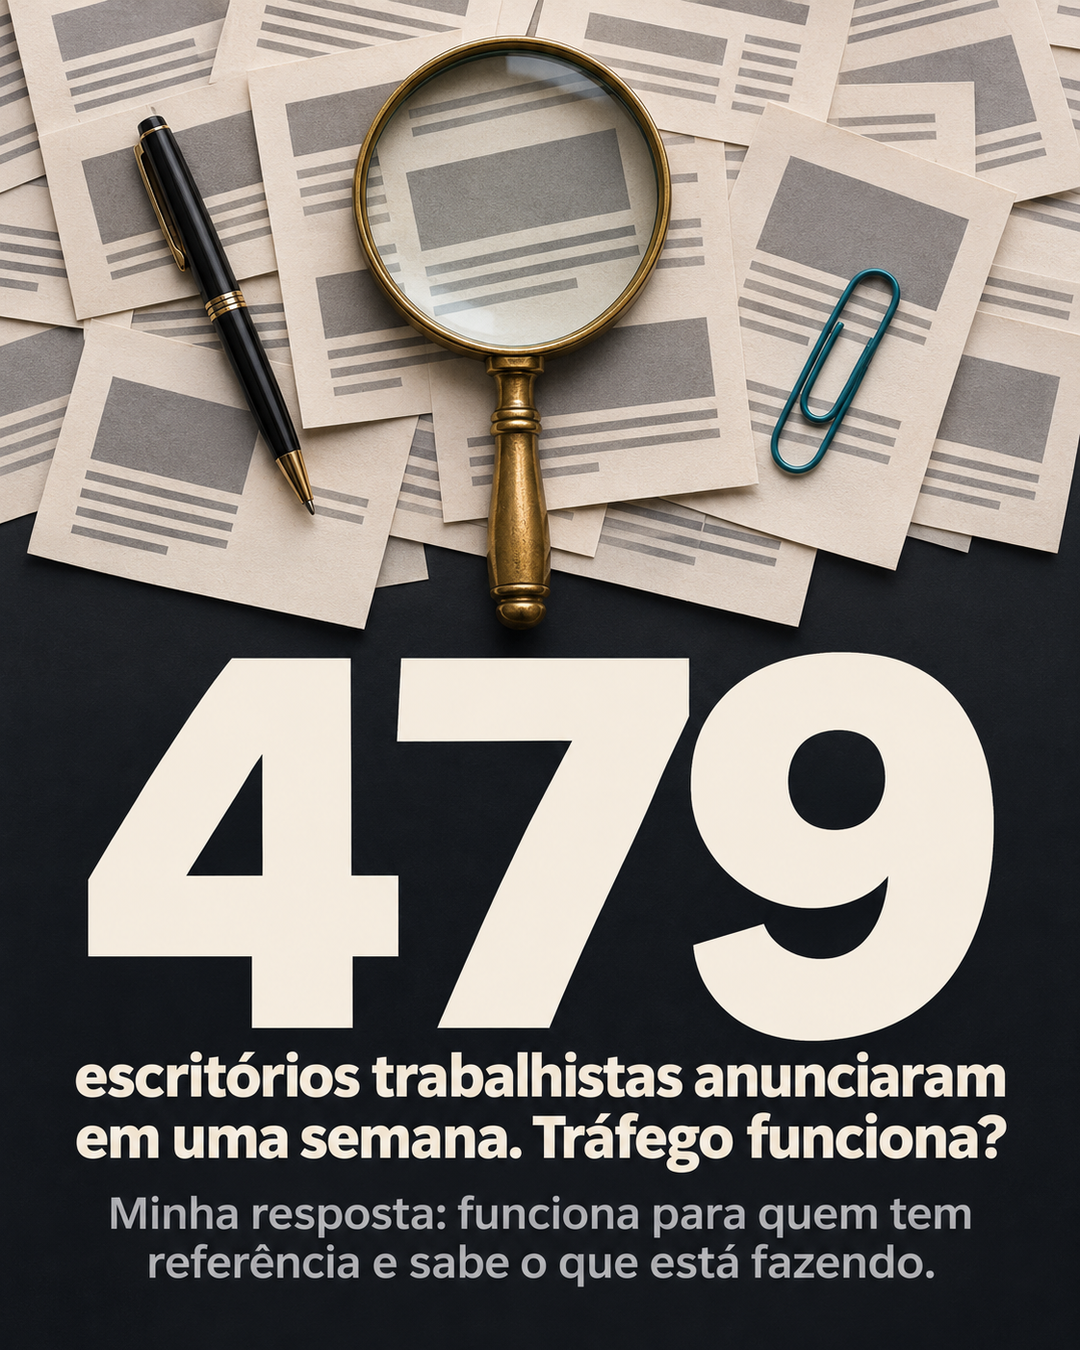 479
escritórios trabalhistas anunciaram
em uma semana. Tráfego funciona?
Minha resposta: funciona para quem tem
referência e sabe o que está fazendo.